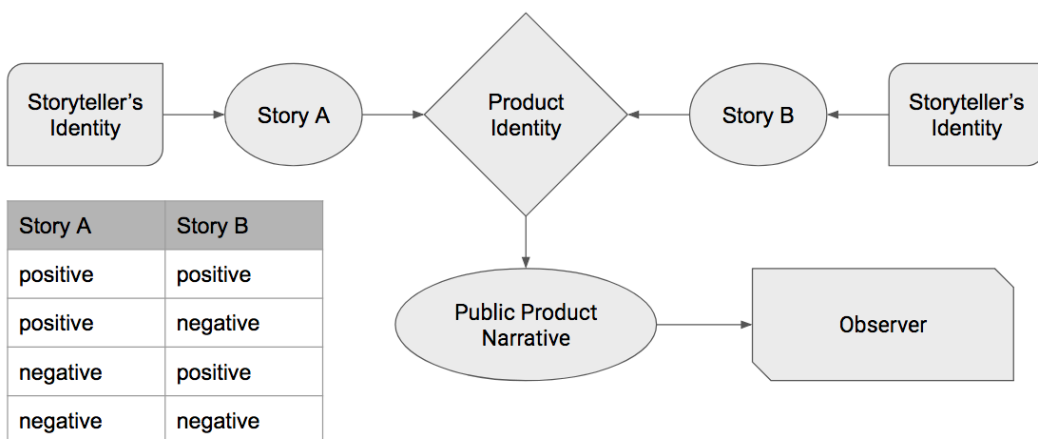 Storyteller's
Identity
Story A
Product
Identity
Story B
Storyteller's
Identity
Story A Story B
positive positive
positive negative
negative positive
negative negative
Public Product
Narrative
Observer